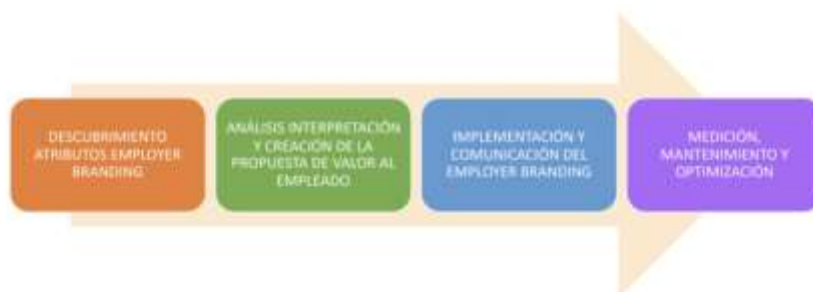 DESCUBRIMIENTO
ATRIBUTOS EMPLOYER
BRANDING
ANÁLISIS INTERPRETACIÓN
Y CREACIÓN DE LA
PROPUESTA DE VALOR AL
EMPLEADO
IMPLEMENTACIÓN Y
COMUNICACIÓN DEL
EMPLOYER BRANDING
MEDICIÓN,
MANTENIMIENTO Y
OPTIMIZACIÓN